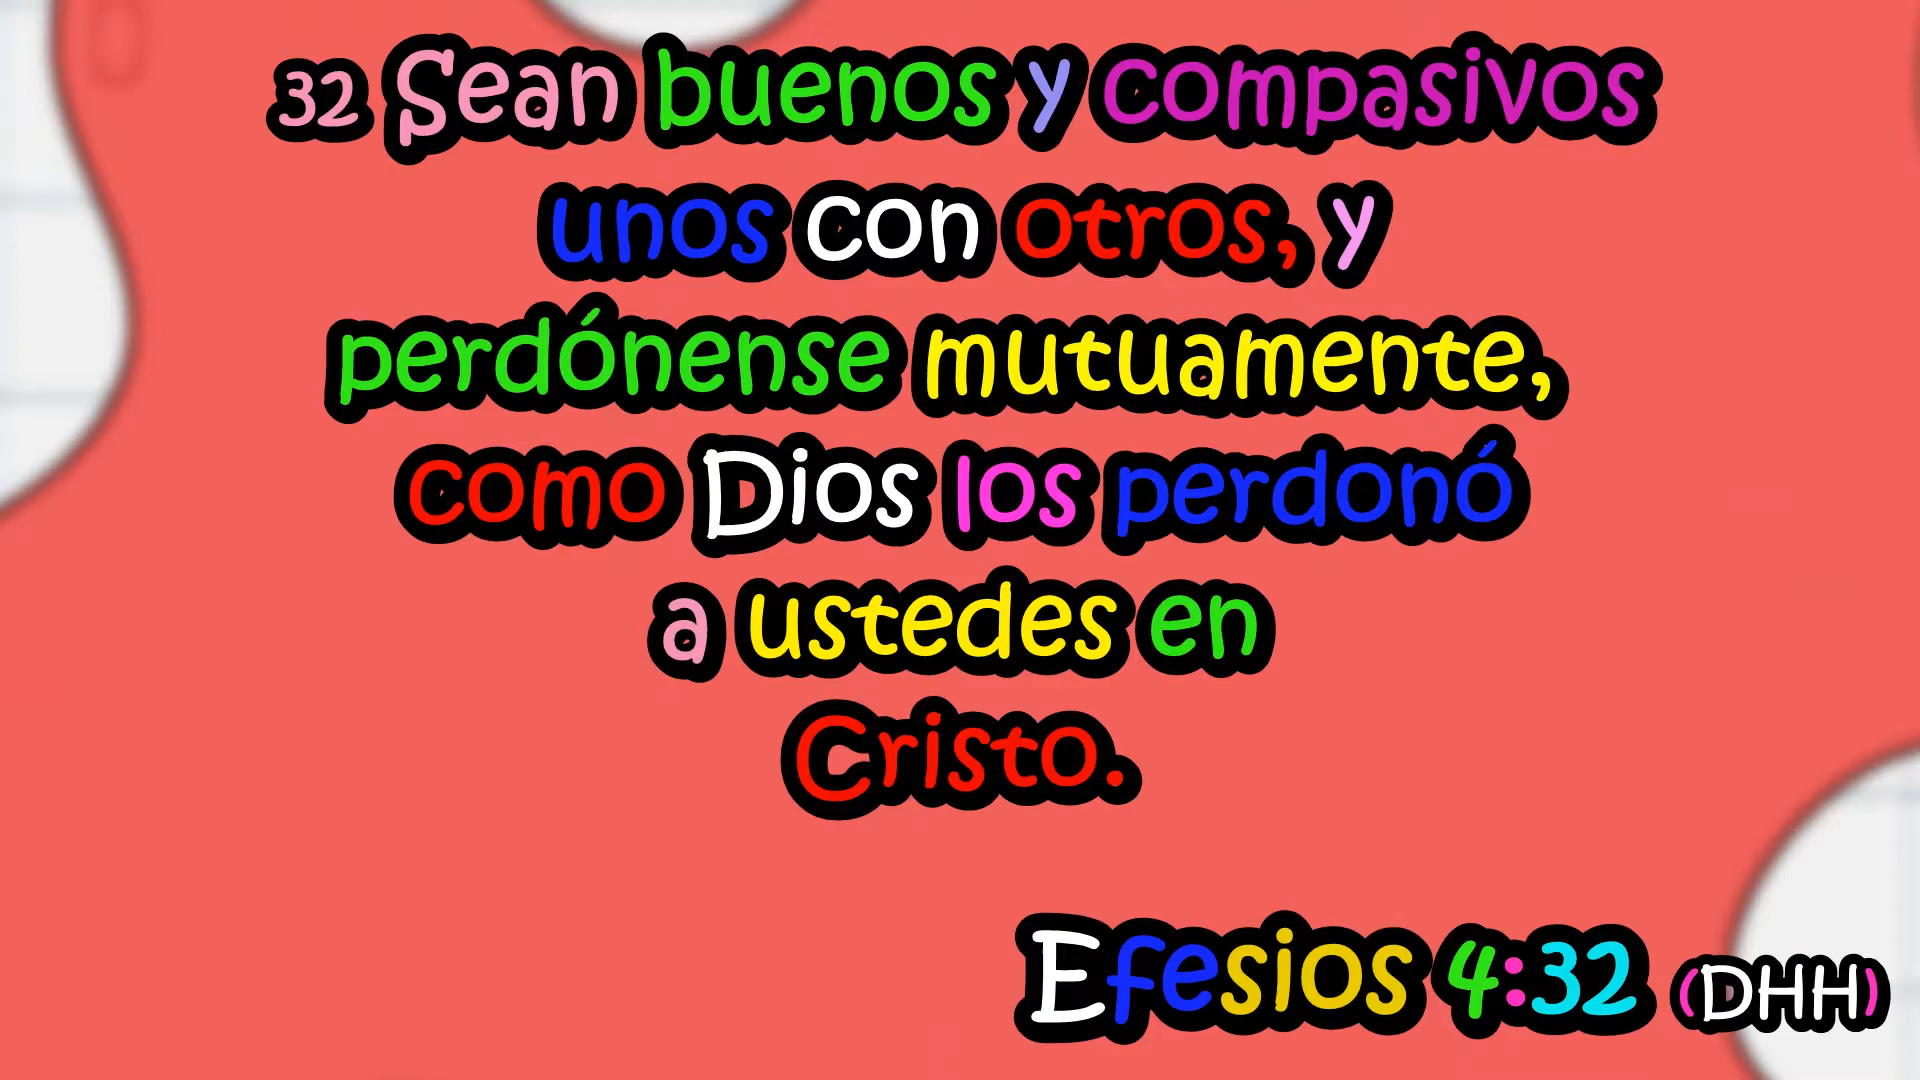 32 Sean buenos y compasivos
unos con otros, y
perdónense mutuamente,
como Dios los perdonó
a ustedes en
Cristo.
Efesios 4:32 (DHH)